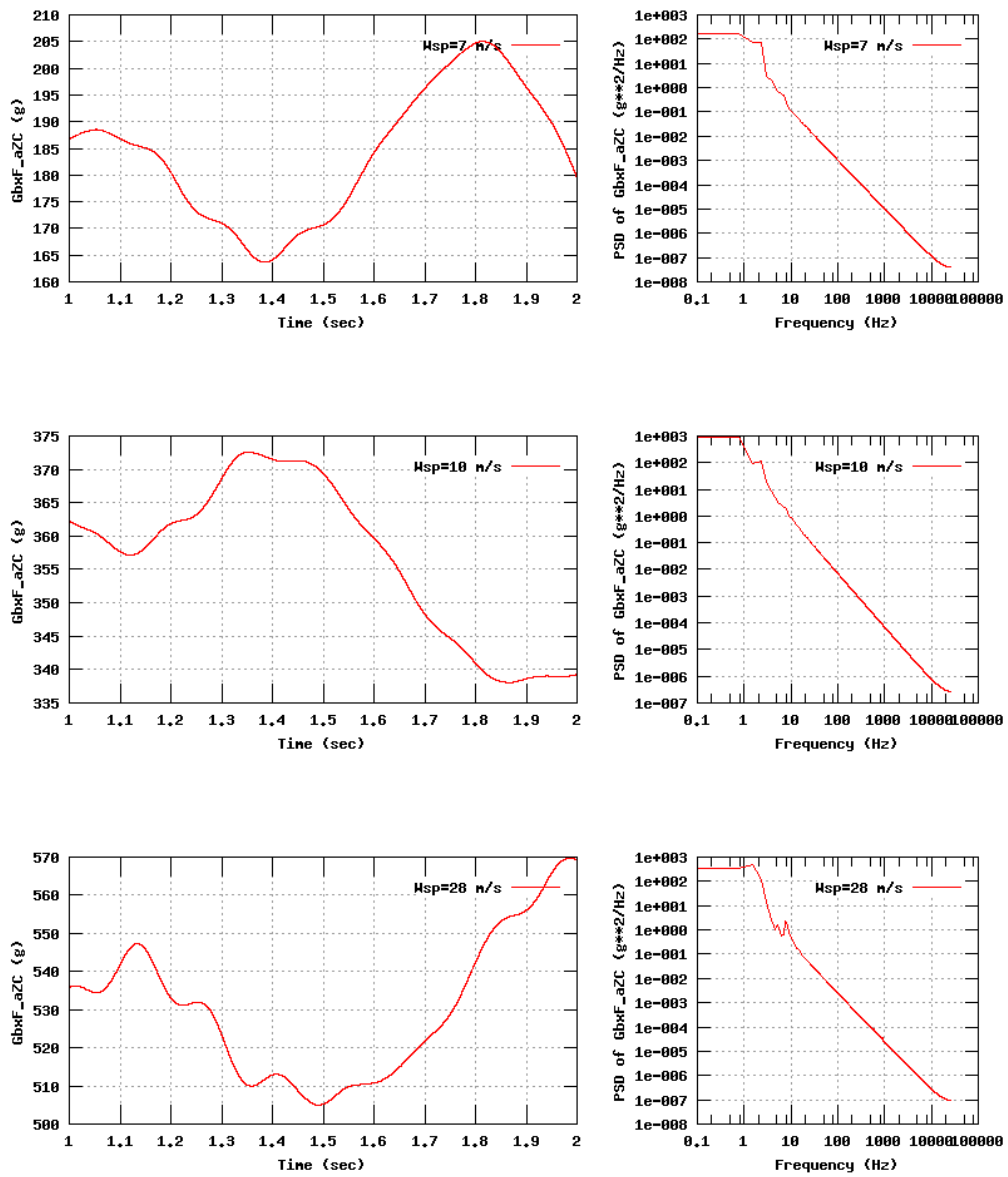 210
205
200
195
190
185
180
175
170
165
160
GbxF_aZC (g)
Wsp=7 m/s
1 1.1 1.2 1.3 1.4 1.5 1.6 1.7 1.8 1.9 2
Time (sec)
1e+003
1e+002
1e+001
1e+000
1e-001
1e-002
1e-003
1e-004
1e-005
1e-006
1e-007
1e-008
PSD of GbxF_aZC (g**2/Hz)
Wsp=7 m/s
0.1 1 10 100 1000 10000 100000
Frequency (Hz)
375
370
365
360
355
350
345
340
335
GbxF_aZC (g)
Wsp=10 m/s
1 1.1 1.2 1.3 1.4 1.5 1.6 1.7 1.8 1.9 2
Time (sec)
1e+003
1e+002
1e+001
1e+000
1e-001
1e-002
1e-003
1e-004
1e-005
1e-006
1e-007
PSD of GbxF_aZC (g**2/Hz)
Wsp=10 m/s
0.1 1 10 100 1000 10000 100000
Frequency (Hz)
570
560
550
540
530
520
510
500
GbxF_aZC (g)
Wsp=28 m/s
1 1.1 1.2 1.3 1.4 1.5 1.6 1.7 1.8 1.9 2
Time (sec)
1e+003
1e+002
1e+001
1e+000
1e-001
1e-002
1e-003
1e-004
1e-005
1e-006
1e-007
1e-008
PSD of GbxF_aZC (g**2/Hz)
Wsp=28 m/s
0.1 1 10 100 1000 10000 100000
Frequency (Hz)